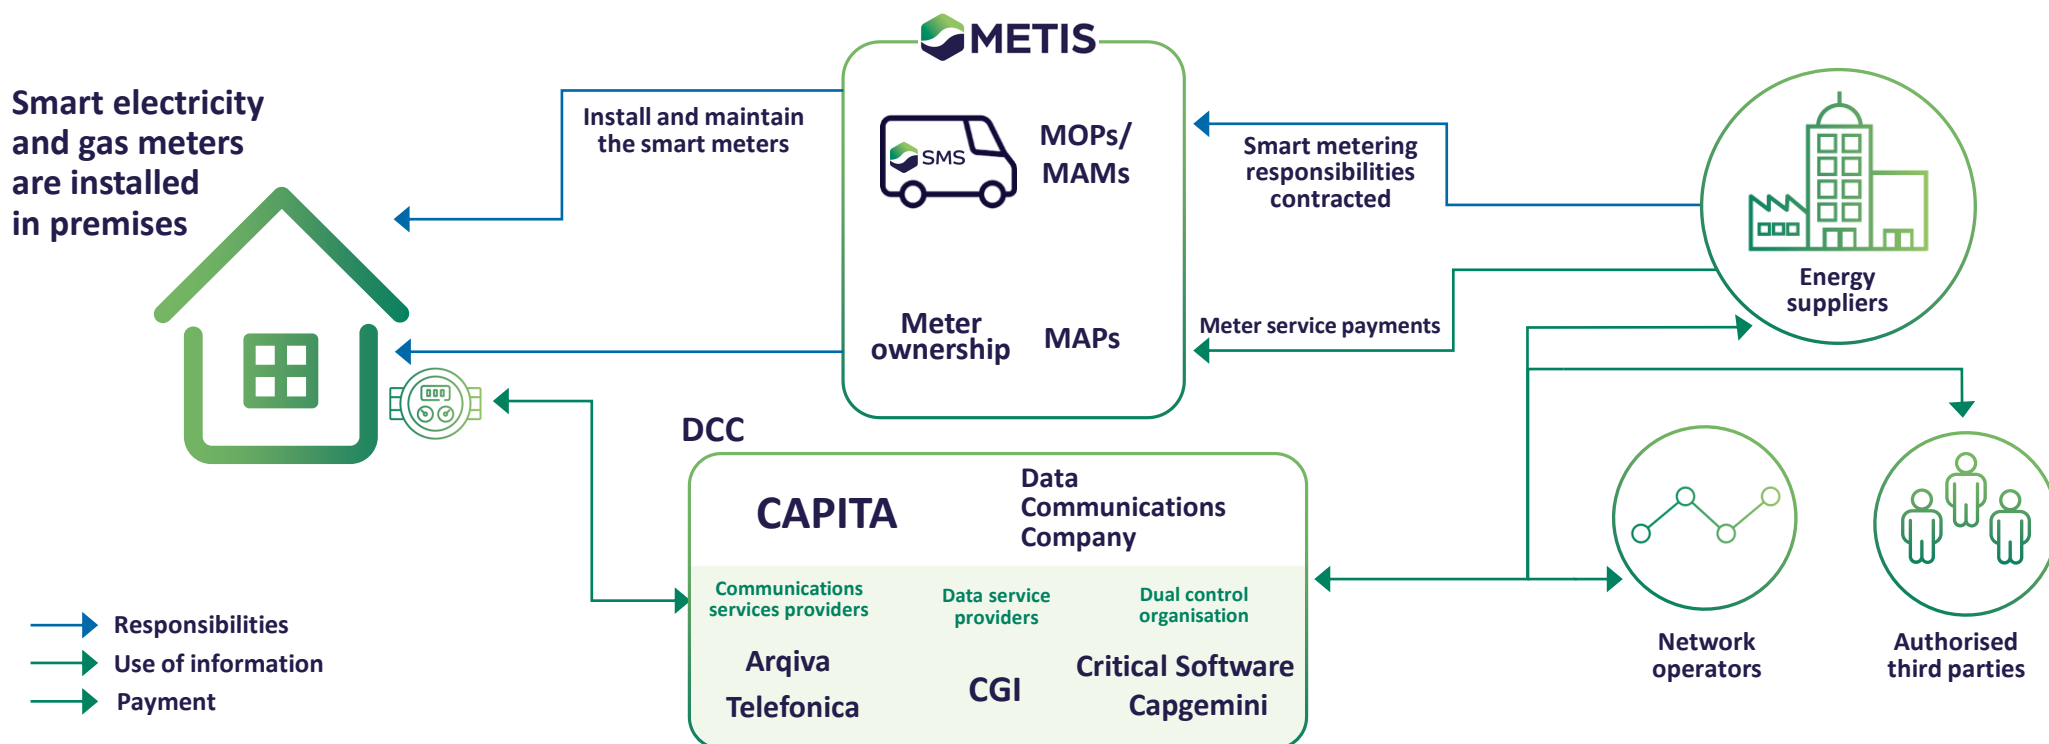 METIS
Smart electricity
and gas meters
are installed
in premises
Install and maintain
the smart meters
SMS
MOPs/
MAMs
Smart metering
responsibilities
contracted
Energy
suppliers
Meter
ownership
MAPs
Meter service payments
DCC
CAPITA
Data
Communications
Company
Communications
services providers
Data service
providers
Dual control
organisation
Arqiva
Telefonica
CGI
Critical Software
Capgemini
Network
operators
Authorised
third parties
Responsibilities
Use of information
Payment